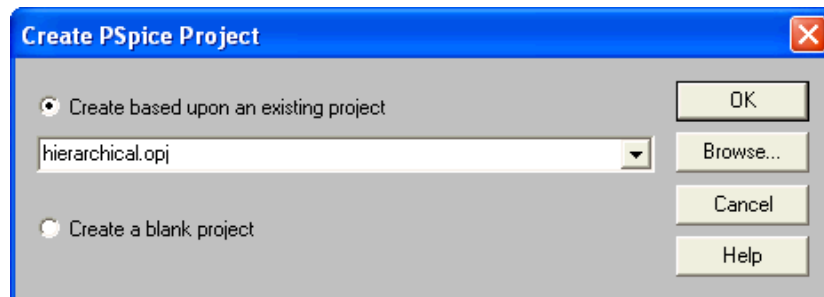 Create PSpice Project
Create based upon an existing project
OK
hierarchical.opj
Browse...
Cancel
Create a blank project
Help